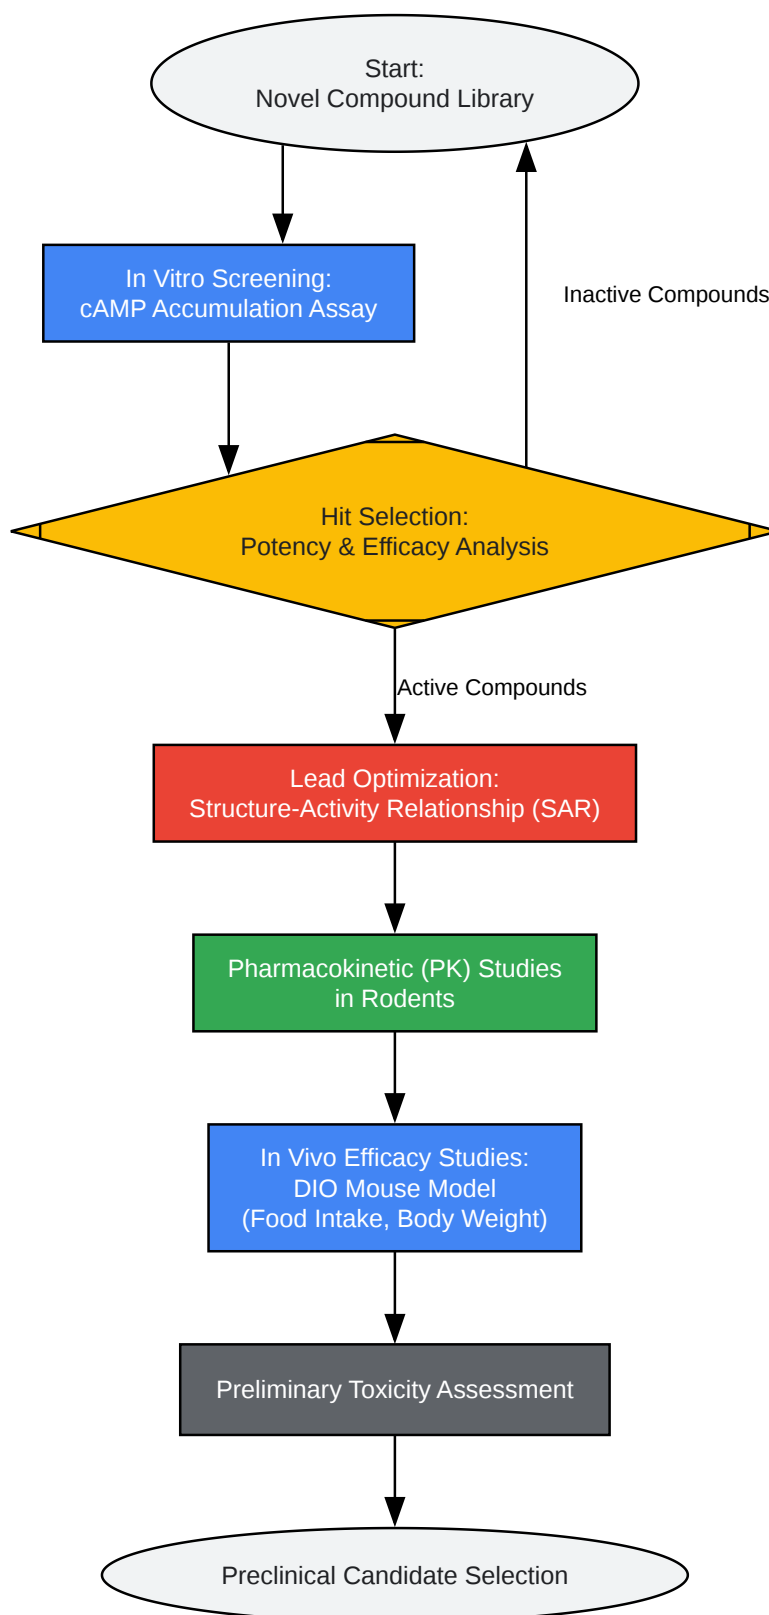 Start:
Novel Compound Library
In Vitro Screening:
cAMP Accumulation Assay
Inactive Compounds
Hit Selection:
Potency & Efficacy Analysis
Active Compounds
Lead Optimization:
Structure-Activity Relationship (SAR)
Pharmacokinetic (PK) Studies
in Rodents
In Vivo Efficacy Studies:
DIO Mouse Model
(Food Intake, Body Weight)
Preliminary Toxicity Assessment
Preclinical Candidate Selection